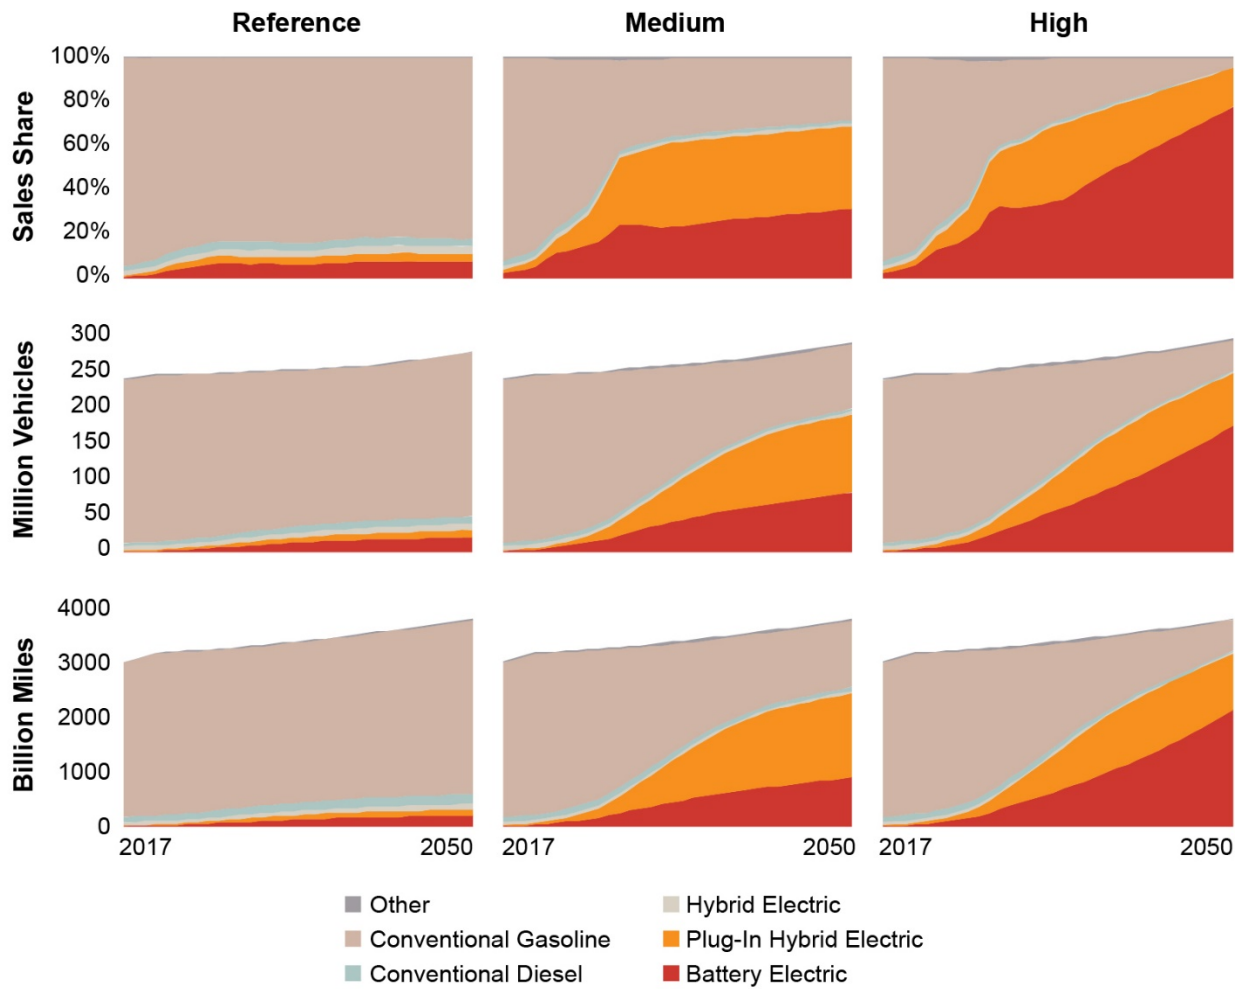 Reference Medium High
Sales Share
100%
80%
60%
40%
20%
0%
Million Vehicles
300
250
200
150
100
50
0
Billion Miles
4000
3000
2000
1000
0
2017 2050 2017 2050 2017 2050
Other Hybrid Electric
Conventional Gasoline Plug-In Hybrid Electric
Conventional Diesel Battery Electric